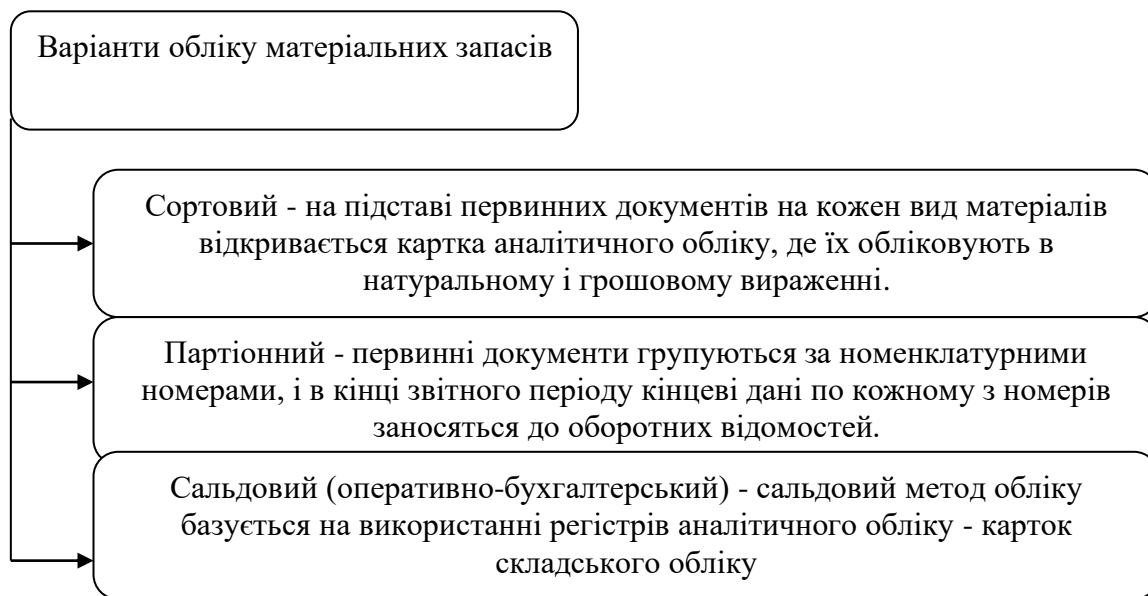 Варіанти обліку матеріальних запасів
Сортовий - на підставі первинних документів на кожен вид матеріалів
відкривається картка аналітичного обліку, де їх обліковують в
натуральному і грошовому вираженні.
Партіонний - первинні документи групуються за номенклатурними
номерами, і в кінці звітного періоду кінцеві дані по кожному з номерів
заносяться до оборотних відомостей.
Сальдовий (оперативно-бухгалтерський) - сальдовий метод обліку
базується на використанні регістрів аналітичного обліку - карток
складського обліку